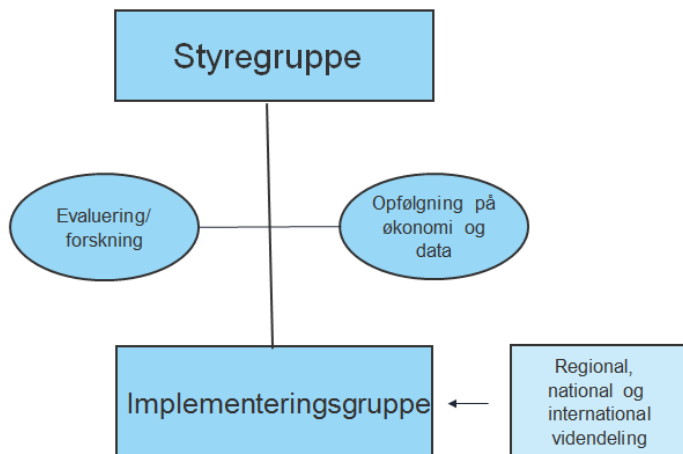 Styregruppe
Evaluering/
forskning
Opfølgning på
økonomi og
data
Implementeringsgruppe
Regional,
national og
international
videndeling